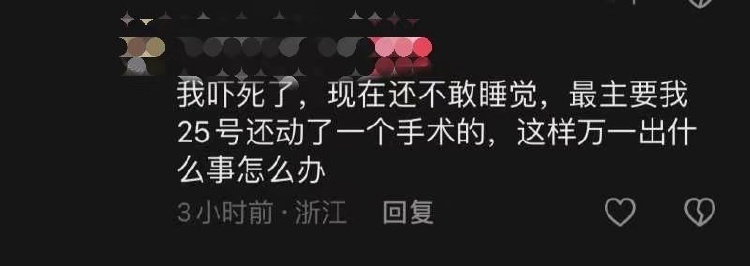 我吓死了，现在还不敢睡觉，最主要我
25号还动了一个手术的，这样万一出什
么事怎么办
3小时前·浙江 回复